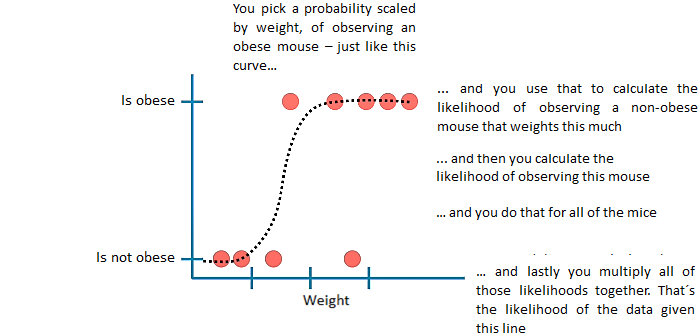 You pick a probability scaled
by weight, of observing an
obese mouse – just like this
curve…
Is obese
… and you use that to calculate the
likelihood of observing a non-obese
mouse that weights this much
… and then you calculate the
likelihood of observing this mouse
… and you do that for all of the mice
Is not obese
… and lastly you multiply all of
those likelihoods together. That´s
the likelihood of the data given
this line
Weight